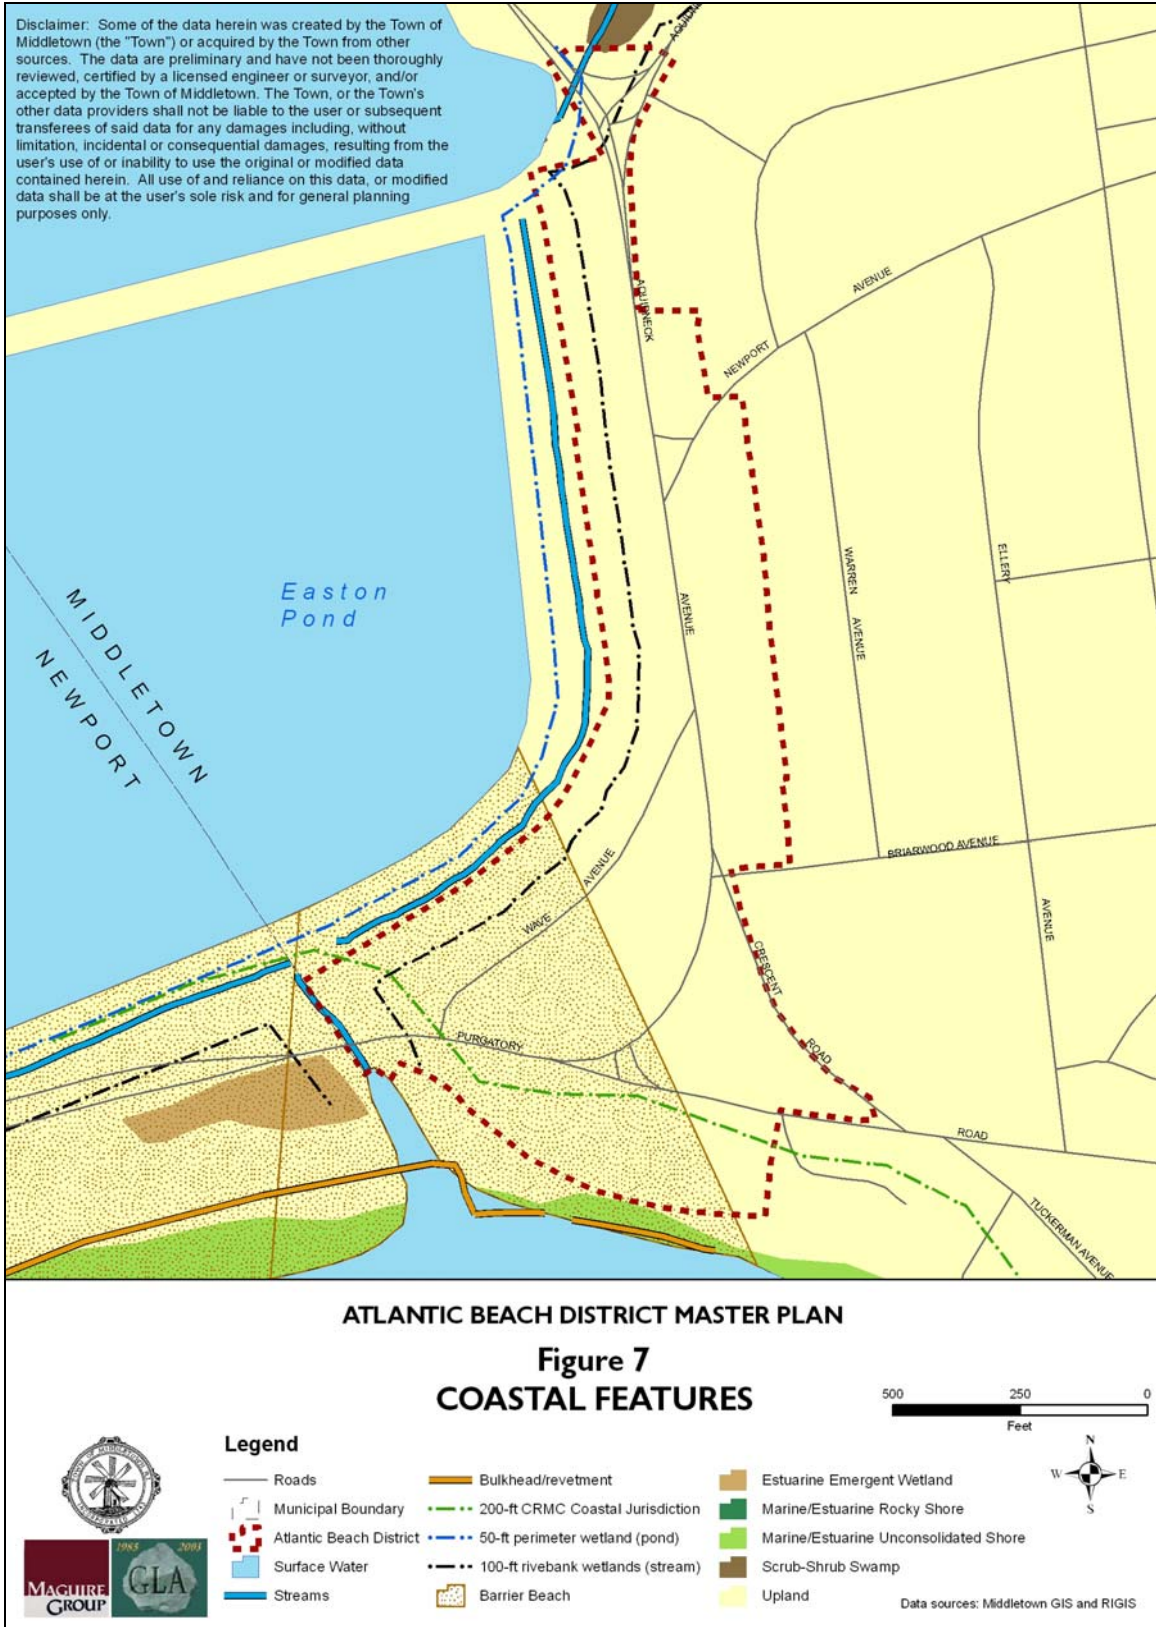 Disclaimer: Some of the data herein was created by the Town of
Middletown (the "Town") or acquired by the Town from other
sources. The data are preliminary and have not been thoroughly
reviewed, certified by a licensed engineer or surveyor, and/or
accepted by the Town of Middletown. The Town, or the Town's
other data providers shall not be liable to the user or subsequent
transferees of said data for any damages including, without
limitation, incidental or consequential damages, resulting from the
user's use of or inability to use the original or modified data
contained herein. All use of and reliance on this data, or modified
data shall be at the user's sole risk and for general planning
purposes only.
AQUIDNECK
AVENUE
NEWPORT
WARREN
AVENUE
ELLERY
AVENUE
Easton
Pond
MIDDLETOWN
NEWPORT
AVENUE
BRIARWOOD AVENUE
WAVE
AVENUE
CRESCENT
ROAD
PURGATORY
ROAD
TUCKERMAN AVENUE
ATLANTIC BEACH DISTRICT MASTER PLAN
Figure 7
COASTAL FEATURES
500 250 0
Feet
N
W E
S
Legend
Roads
Municipal Boundary
Atlantic Beach District
Surface Water
Streams
Bulkhead/revetment
200-ft CRMC Coastal Jurisdiction
50-ft perimeter wetland (pond)
100-ft rivebank wetlands (stream)
Barrier Beach
Estuarine Emergent Wetland
Marine/Estuarine Rocky Shore
Marine/Estuarine Unconsolidated Shore
Scrub-Shrub Swamp
Upland
Data sources: Middletown GIS and RIGIS
TOWN OF MIDDLETOWN R.I.
INCORPORATED 1743
MAGUIRE
GROUP
1983 2003
GLA